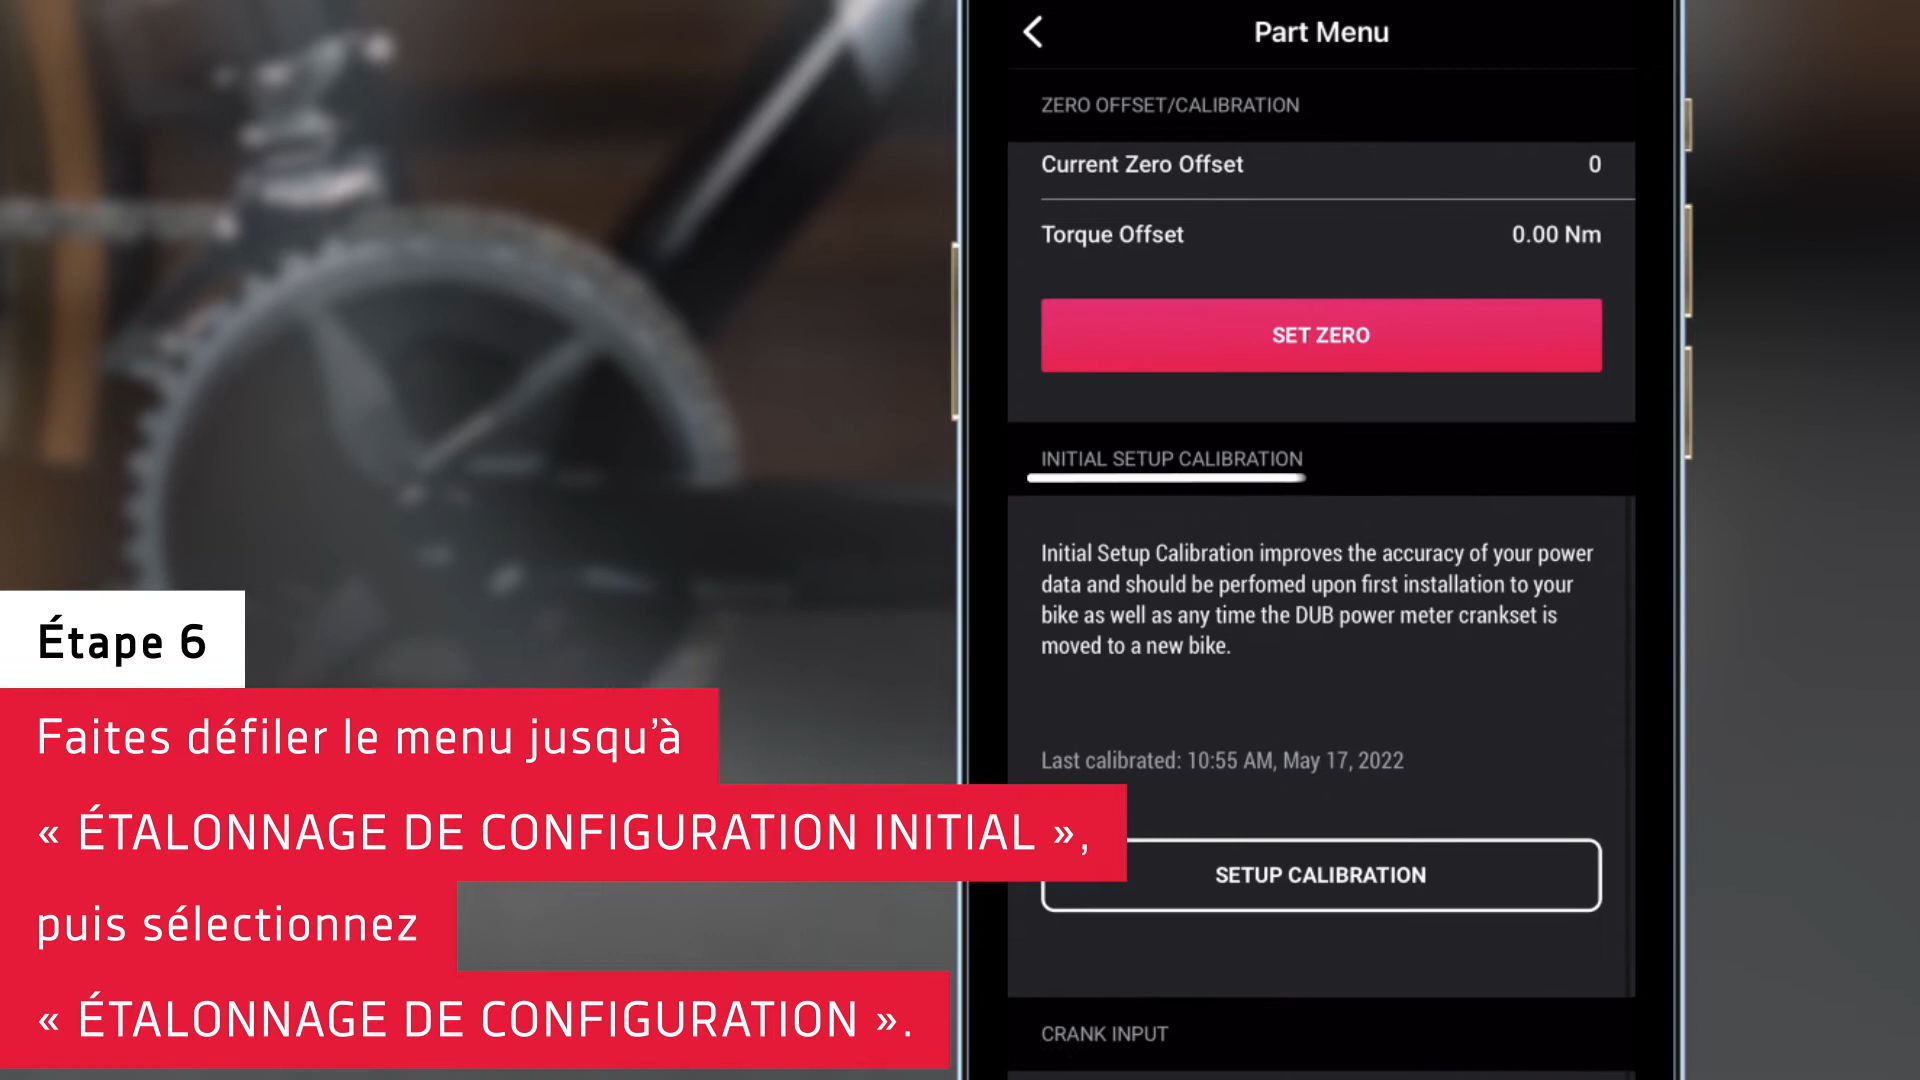 Part Menu
ZERO OFFSET/CALIBRATION
Current Zero Offset 0
Torque Offset 0.00 Nm
SET ZERO
INITIAL SETUP CALIBRATION
Initial Setup Calibration improves the accuracy of your power
data and should be perfomed upon first installation to your
bike as well as any time the DUB power meter crankset is
moved to a new bike.
Last calibrated: 10:55 AM, May 17, 2022
SETUP CALIBRATION
CRANK INPUT
Étape 6
Faites défiler le menu jusqu’à
« ÉTALONNAGE DE CONFIGURATION INITIAL »,
puis sélectionnez
« ÉTALONNAGE DE CONFIGURATION ».